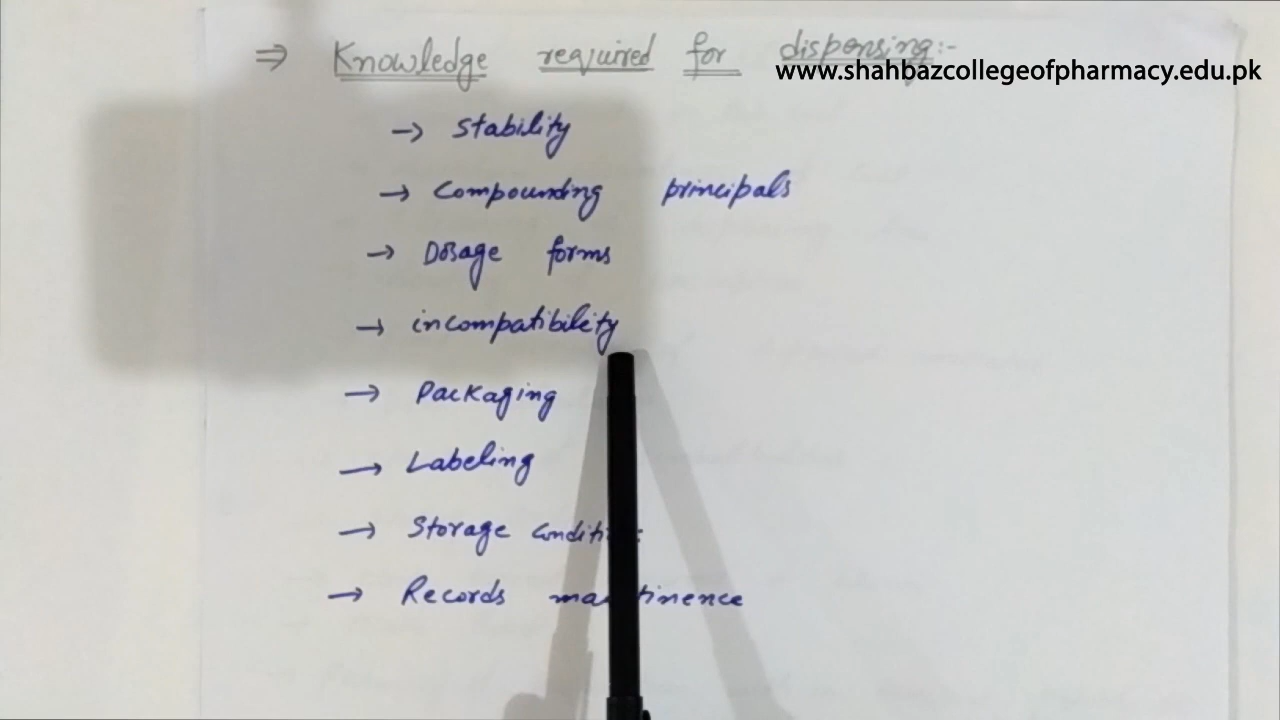 ⇒ Knowledge required for dispensing:-
www.shahbazcollegeofpharmacy.edu.pk
→ Stability
→ Compounding principals
→ Dosage forms
→ incompatibility
→ Packaging
→ Labeling
→ Storage
→ Records